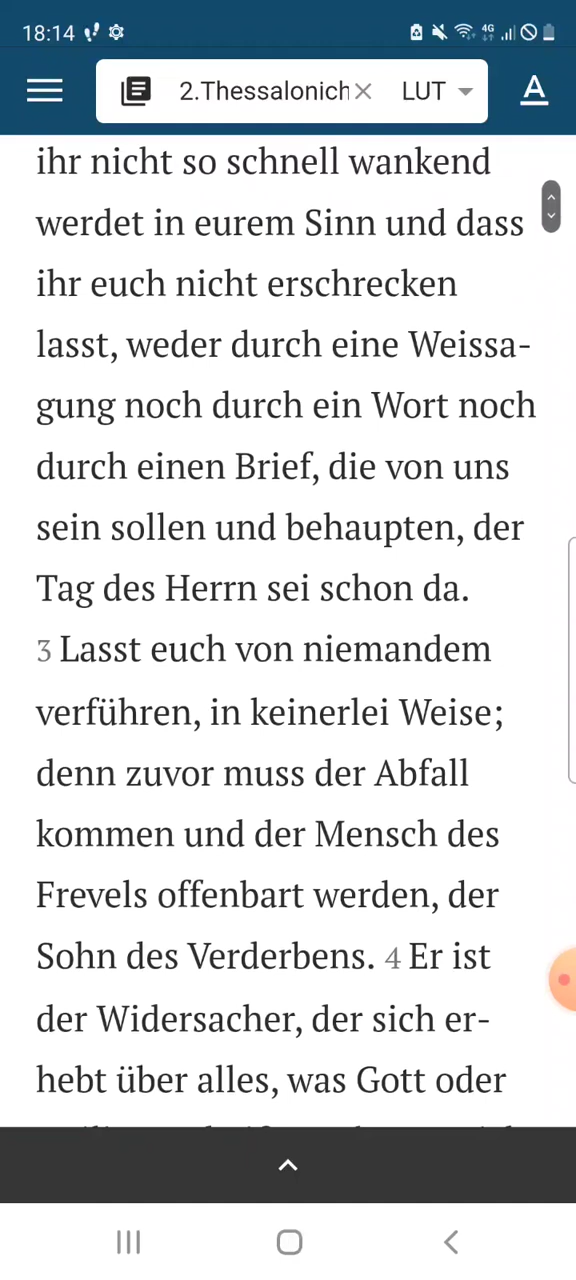 18:14
4G
2.Thessalonich
LUT
A
ihr nicht so schnell wankend
werdet in eurem Sinn und dass
ihr euch nicht erschrecken
lasst, weder durch eine Weissa-
gung noch durch ein Wort noch
durch einen Brief, die von uns
sein sollen und behaupten, der
Tag des Herrn sei schon da.
3 Lasst euch von niemandem
verführen, in keinerlei Weise;
denn zuvor muss der Abfall
kommen und der Mensch des
Frevels offenbart werden, der
Sohn des Verderbens. 4 Er ist
der Widersacher, der sich er-
hebt über alles, was Gott oder